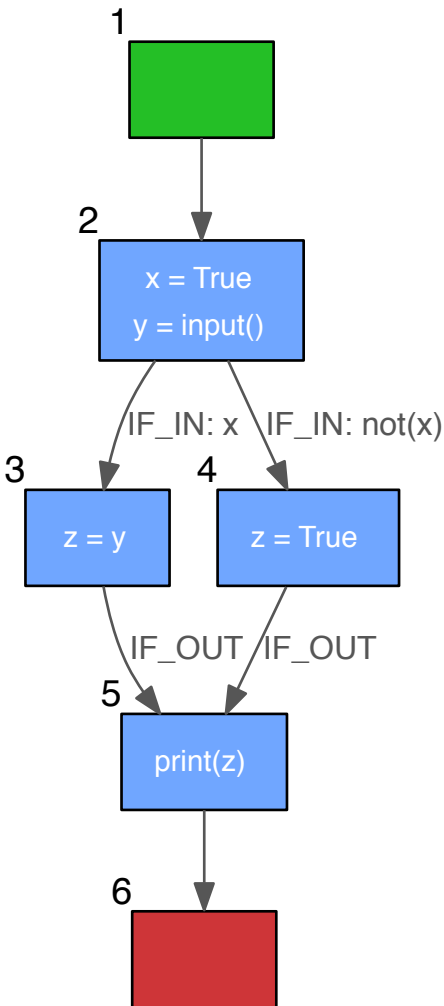 1
2
x = True
y = input()
IF_IN: x
IF_IN: not(x)
3
4
z = y
z = True
IF_OUT
IF_OUT
5
print(z)
6